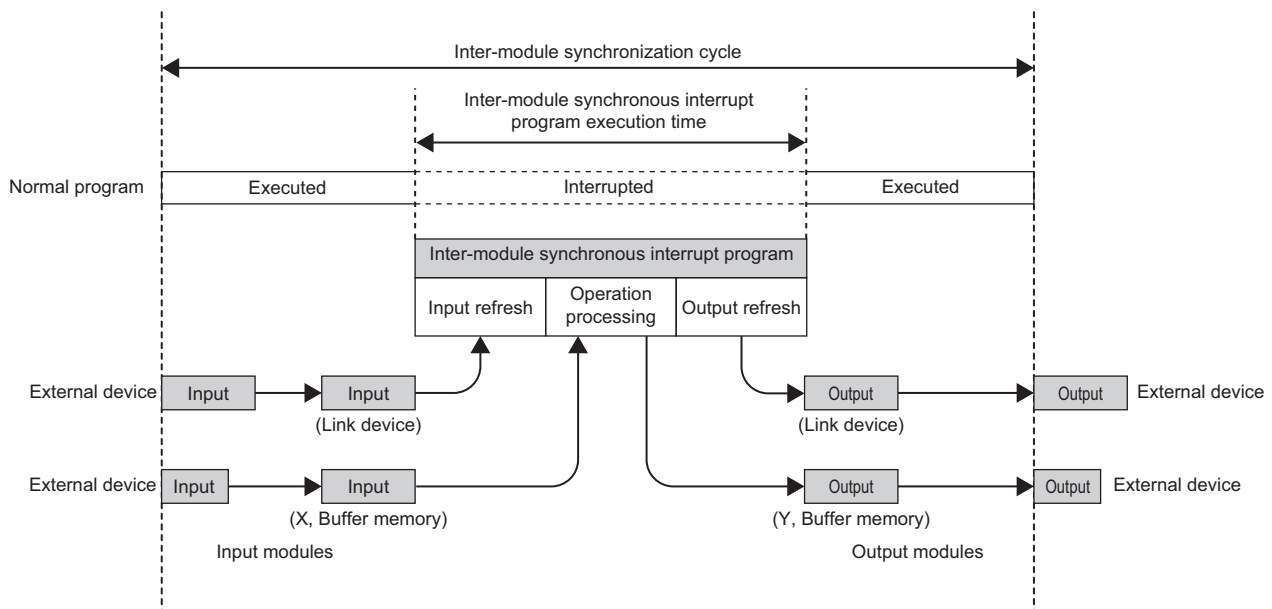 Inter-module synchronization cycle
Inter-module synchronous interrupt
program execution time
Normal program
Executed
Interrupted
Executed
Inter-module synchronous interrupt program
Input refresh
Operation
processing
Output refresh
External device
Input
Input
(Link device)
Output
(Link device)
Output
External device
External device
Input
Input
(X, Buffer memory)
Output
(Y, Buffer memory)
Output
External device
Input modules
Output modules